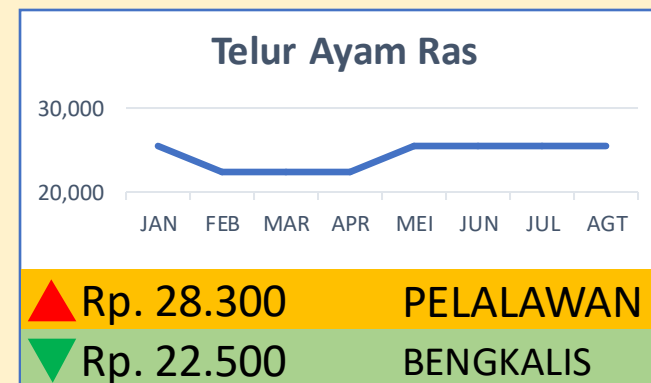 Telur Ayam Ras
30,000
20,000
JAN FEB MAR APR MEI JUN JUL AGT
Rp. 28.300 PELALAWAN
Rp. 22.500 BENGKALIS